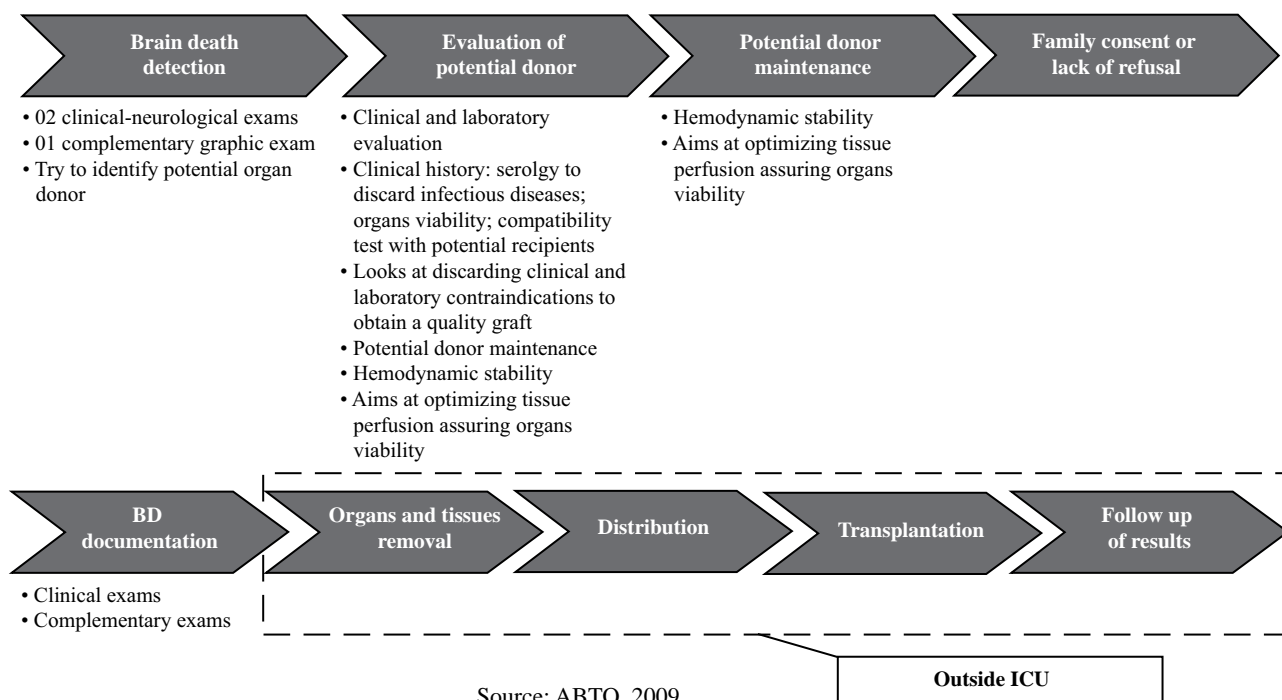 Brain death
detection
Evaluation of
potential donor
Potential donor
maintenance
Family consent or
lack of refusal
• 02 clinical-neurological exams
• 01 complementary graphic exam
• Try to identify potential organ
donor
• Clinical and laboratory
evaluation
• Clinical history: serolgy to
discard infectious diseases;
organs viability; compatibility
test with potential recipients
• Looks at discarding clinical and
laboratory contraindications to
obtain a quality graft
• Potential donor maintenance
• Hemodynamic stability
• Aims at optimizing tissue
perfusion assuring organs
viability
• Hemodynamic stability
• Aims at optimizing tissue
perfusion assuring organs
viability
BD
documentation
Organs and tissues
removal
Distribution
Transplantation
Follow up
of results
• Clinical exams
• Complementary exams
Outside ICU
Source: ABTO, 2009